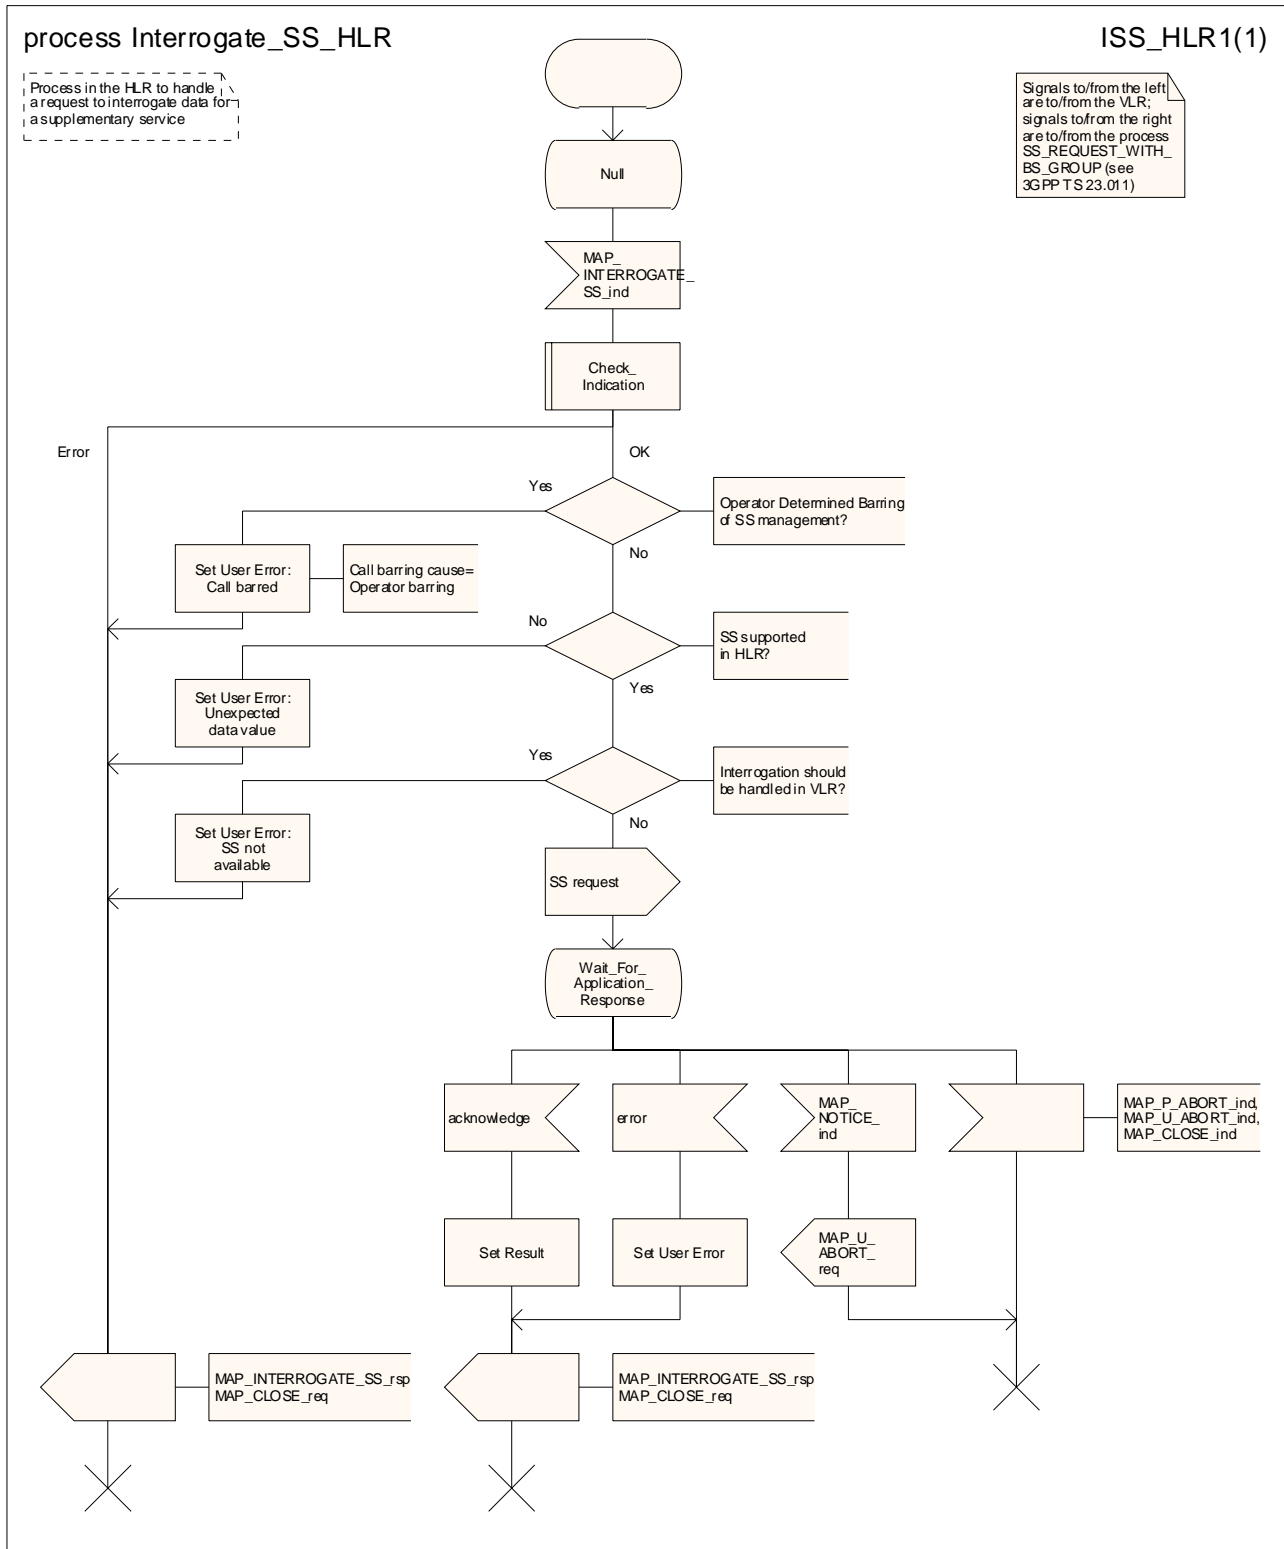 process Interrogate_SS_HLR
ISS_HLR1(1)
Process in the HLR to handle
a request to interrogate data for
a supplementary service
Signals to/from the left
are to/from the VLR;
signals to/from the right
are to/from the process
SS_REQUEST_WITH_
BS_GROUP (see
3GPP TS 23.011)
Null
MAP_
INTERROGATE_
SS_ind
Check_
Indication
Error
OK
Yes
Operator Determined Barring
of SS management?
No
Set User Error:
Call barred
Call barring cause=
Operator barring
No
SS supported
in HLR?
Yes
Set User Error:
Unexpected
data value
Yes
Interrogation should
be handled in VLR?
No
Set User Error:
SS not
available
SS request
Wait_For_
Application_
Response
acknowledge
error
MAP_
NOTICE_
ind
MAP_P_ABORT_ind,
MAP_U_ABORT_ind,
MAP_CLOSE_ind
Set Result
Set User Error
MAP_U_
ABORT_
req
MAP_INTERROGATE_SS_rsp
MAP_CLOSE_req
MAP_INTERROGATE_SS_rsp
MAP_CLOSE_req